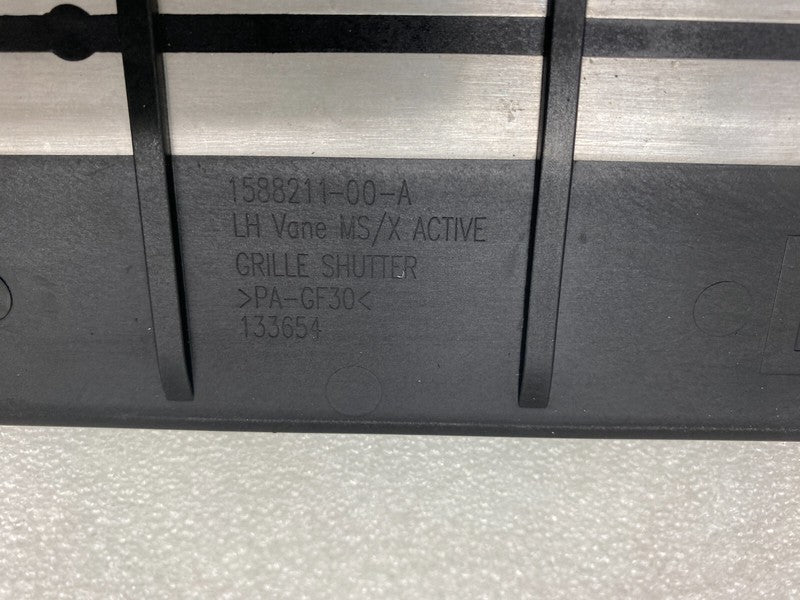 1588211-00-A
LH Vane MS/X ACTIVE
GRILLE SHUTTER
>PA-GF30<
133654